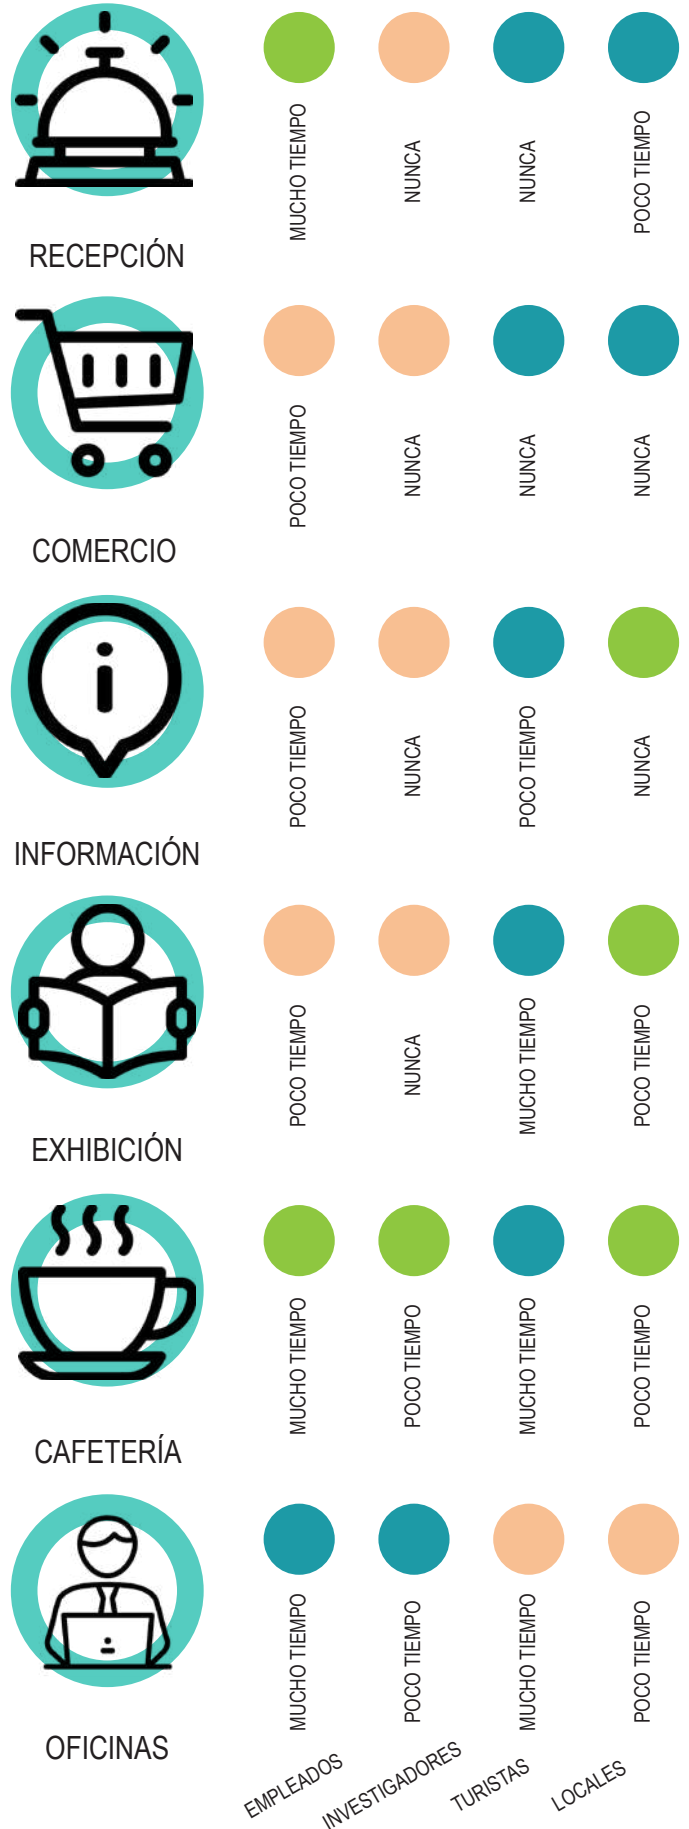 MUCHO TIEMPO
NUNCA
NUNCA
POCO TIEMPO
RECEPCIÓN
POCO TIEMPO
NUNCA
NUNCA
NUNCA
COMERCIO
i
POCO TIEMPO
NUNCA
POCO TIEMPO
NUNCA
INFORMACIÓN
POCO TIEMPO
NUNCA
MUCHO TIEMPO
POCO TIEMPO
EXHIBICIÓN
MUCHO TIEMPO
POCO TIEMPO
MUCHO TIEMPO
POCO TIEMPO
CAFETERÍA
MUCHO TIEMPO
POCO TIEMPO
MUCHO TIEMPO
POCO TIEMPO
OFICINAS
EMPLEADOS
INVESTIGADORES
TURISTAS
LOCALES